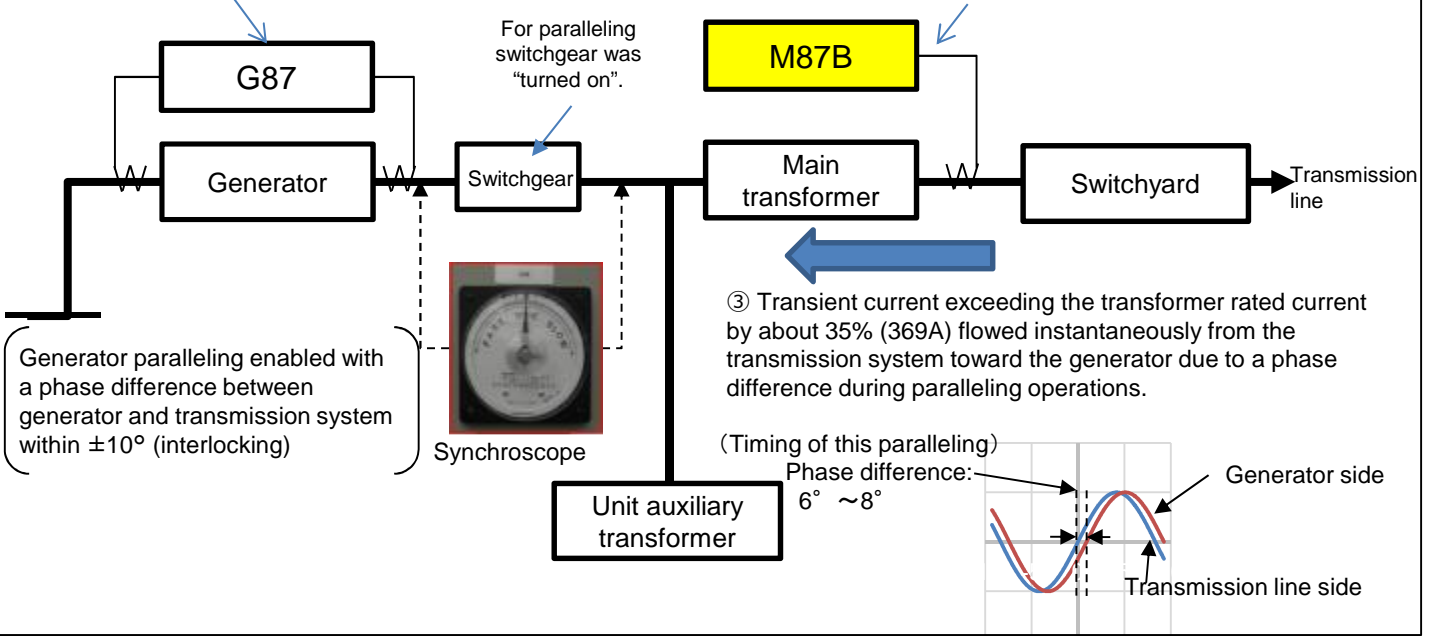 For paralleling
switchgear was
“turned on”.
G87
M87B
Generator
Switchgear
Main
transformer
Switchyard
Transmission
line
③ Transient current exceeding the transformer rated current
by about 35% (369A) flowed instantaneously from the
transmission system toward the generator due to a phase
difference during paralleling operations.
Generator paralleling enabled with
a phase difference between
generator and transmission system
within ±10° (interlocking)
FAST
SLOW
Synchroscope
(Timing of this paralleling)
Phase difference:
6° ～8°
Generator side
Transmission line side
Unit auxiliary
transformer